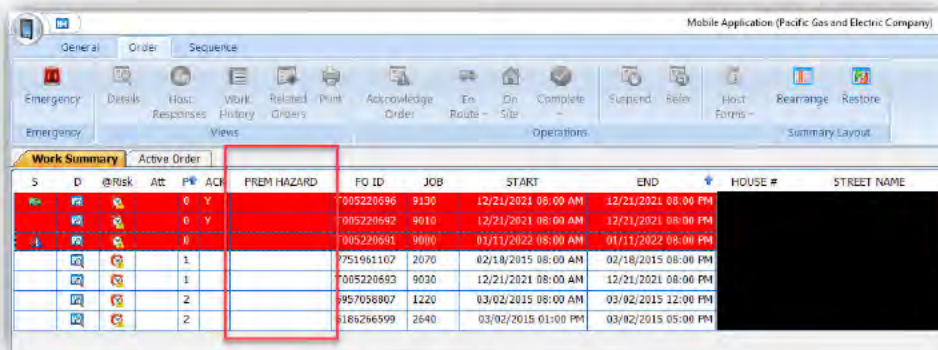 Mobile Application (Pacific Gas and Electric Company)
General Order Sequence
Emergency Details Host Responses Work History Related Orders Print Acknowledge Order En Route On Site Complete Suspend Refer Host Forms Rearrange Restore
Emergency Views Operations Summary Layout
Work Summary Active Order
S D @Risk Att P ACK PREM HAZARD FO ID JOB START END HOUSE # STREET NAME
0 Y T005220696 9130 12/21/2021 08:00 AM 12/21/2021 08:00 PM
0 Y T005220692 9010 12/21/2021 08:00 AM 12/21/2021 08:00 PM
0 T005220691 9000 01/11/2022 08:00 AM 01/11/2022 08:00 PM
1 751961107 2070 02/18/2015 08:00 AM 02/18/2015 08:00 PM
1 T005220693 9030 12/21/2021 08:00 AM 12/21/2021 08:00 PM
2 6957058807 1220 03/02/2015 08:00 AM 03/02/2015 12:00 PM
2 6186266599 2640 03/02/2015 01:00 PM 03/02/2015 05:00 PM